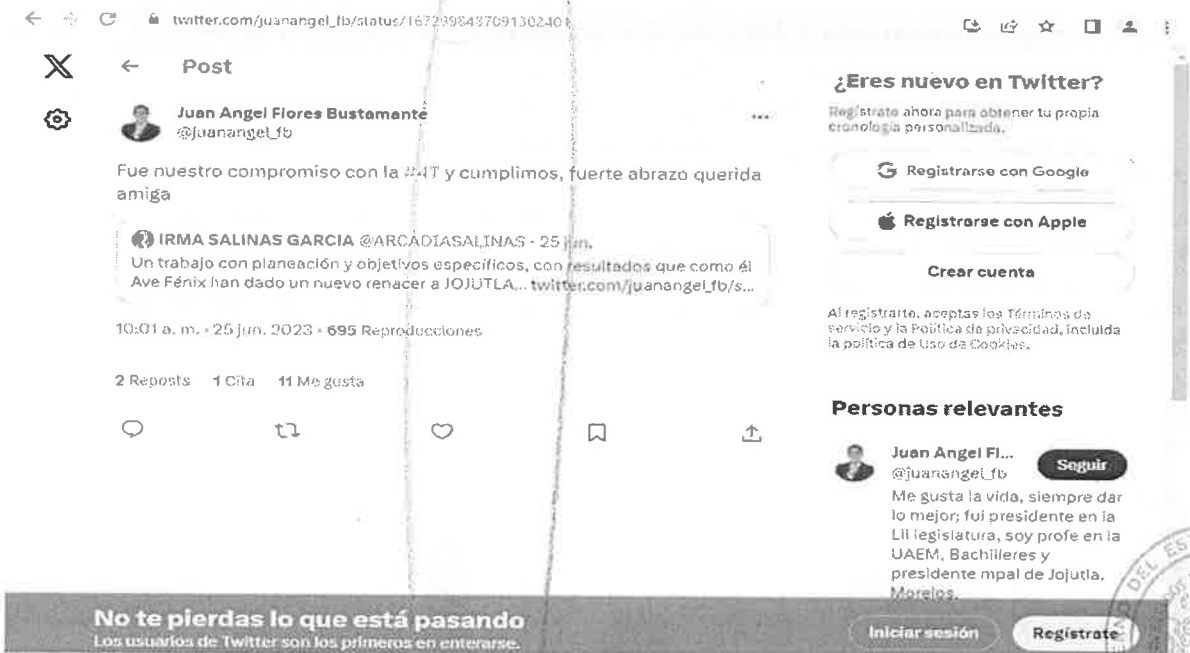 twitter.com/juanangel_fb/status/1672998437091302401
Post
Juan Angel Flores Bustamante
@juanangel_fb
Fue nuestro compromiso con la #4T y cumplimos, fuerte abrazo querida
amiga
IRMA SALINAS GARCIA @ARCADIASALINAS · 25 jun.
Un trabajo con planeación y objetivos específicos, con resultados que como él
Ave Fénix han dado un nuevo renacer a JOJUTLA... twitter.com/juanangel_fb/s...
10:01 a. m. · 25 jun. 2023 · 695 Reproducciones
2 Reposts 1 Cita 11 Me gusta
¿Eres nuevo en Twitter?
Regístrate ahora para obtener tu propia
cronología personalizada.
Registrarse con Google
Registrarse con Apple
Crear cuenta
Al registrarte, aceptas los Términos de
servicio y la Política de privacidad, incluida
la política de Uso de Cookies.
Personas relevantes
Juan Angel Fl...
@juanangel_fb
Seguir
Me gusta la vida, siempre dar
lo mejor; fui presidente en la
LII legislatura, soy profe en la
UAEM, Bachilleres y
presidente mpal de Jojutla,
Morelos.
No te pierdas lo que está pasando
Los usuarios de Twitter son los primeros en enterarse.
Iniciar sesión
Regístrate
DEL ES